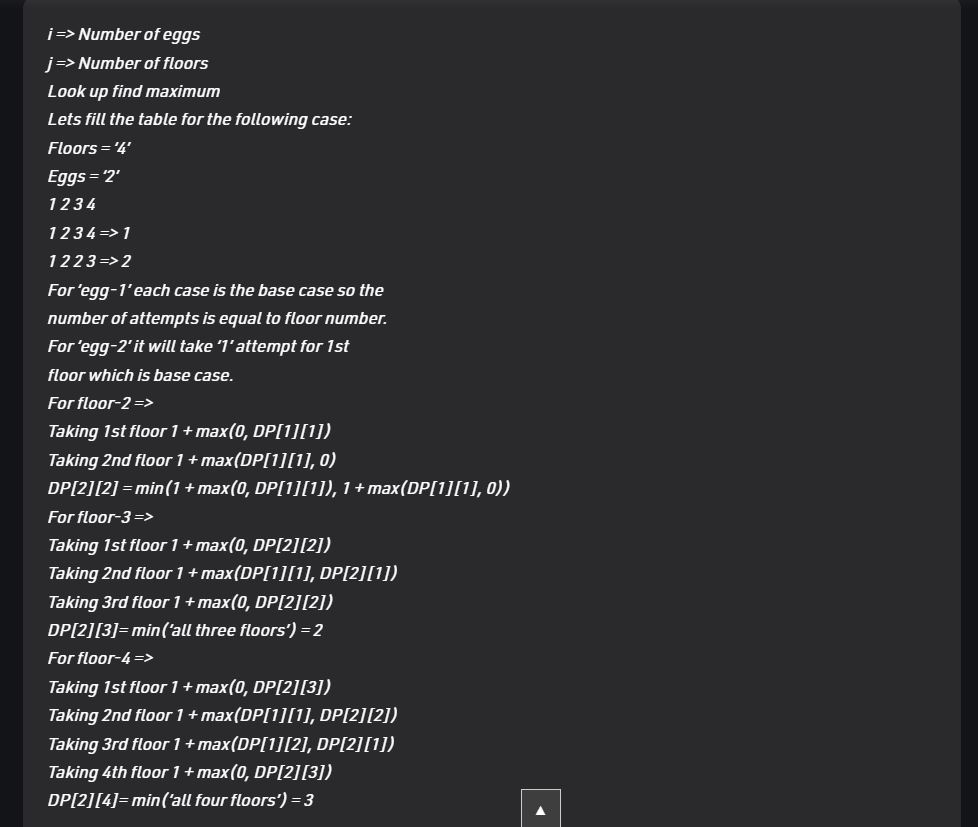 i => Number of eggs
j => Number of floors
Look up find maximum
Lets fill the table for the following case:
Floors = ‘4’
Eggs = ‘2’
1 2 3 4
1 2 3 4 => 1
1 2 2 3 => 2
For ‘egg-1’ each case is the base case so the
number of attempts is equal to floor number.
For ‘egg-2’ it will take ‘1’ attempt for 1st
floor which is base case.
For floor-2 =>
Taking 1st floor 1 + max(0, DP[1][1])
Taking 2nd floor 1 + max(DP[1][1], 0)
DP[2][2] = min(1 + max(0, DP[1][1]), 1 + max(DP[1][1], 0))
For floor-3 =>
Taking 1st floor 1 + max(0, DP[2][2])
Taking 2nd floor 1 + max(DP[1][1], DP[2][1])
Taking 3rd floor 1 + max(0, DP[2][2])
DP[2][3]= min(‘all three floors’) = 2
For floor-4 =>
Taking 1st floor 1 + max(0, DP[2][3])
Taking 2nd floor 1 + max(DP[1][1], DP[2][2])
Taking 3rd floor 1 + max(DP[1][2], DP[2][1])
Taking 4th floor 1 + max(0, DP[2][3])
DP[2][4]= min(‘all four floors’) = 3